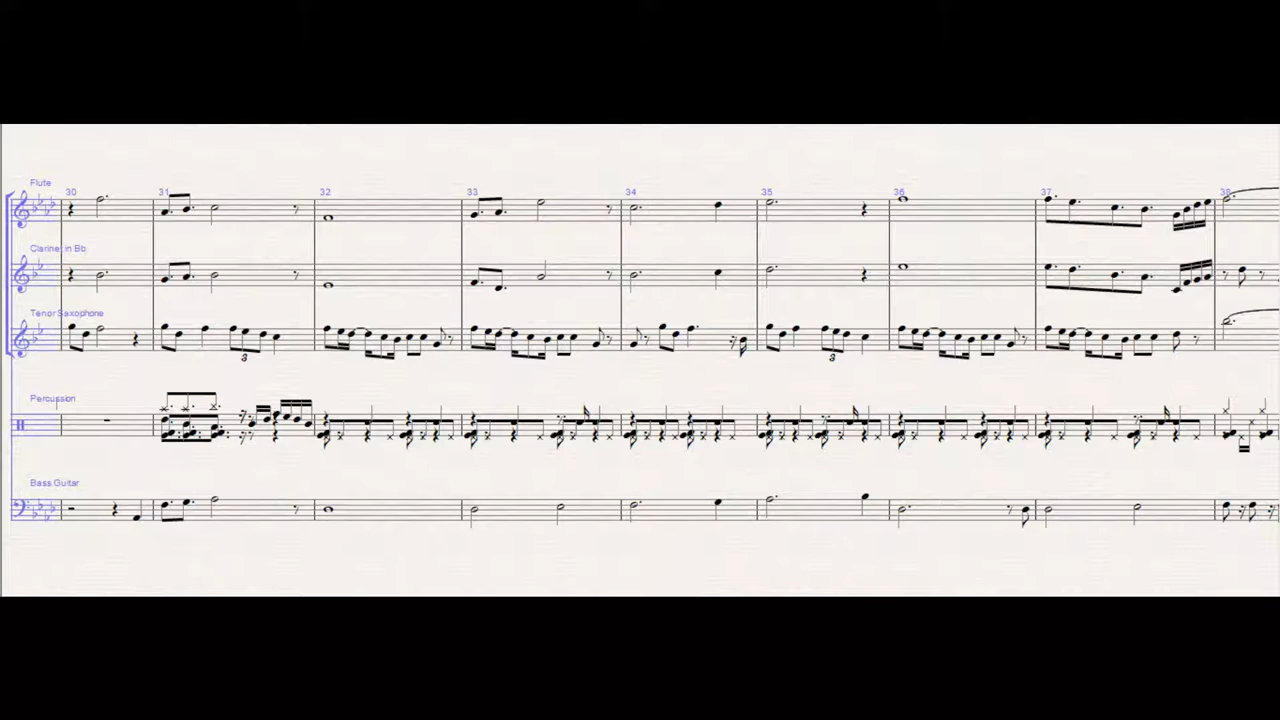 Flute
30 31 32 33 34 35 36 37 38
Clarinet in Bb
Tenor Saxophone
3 3
Percussion
Bass Guitar